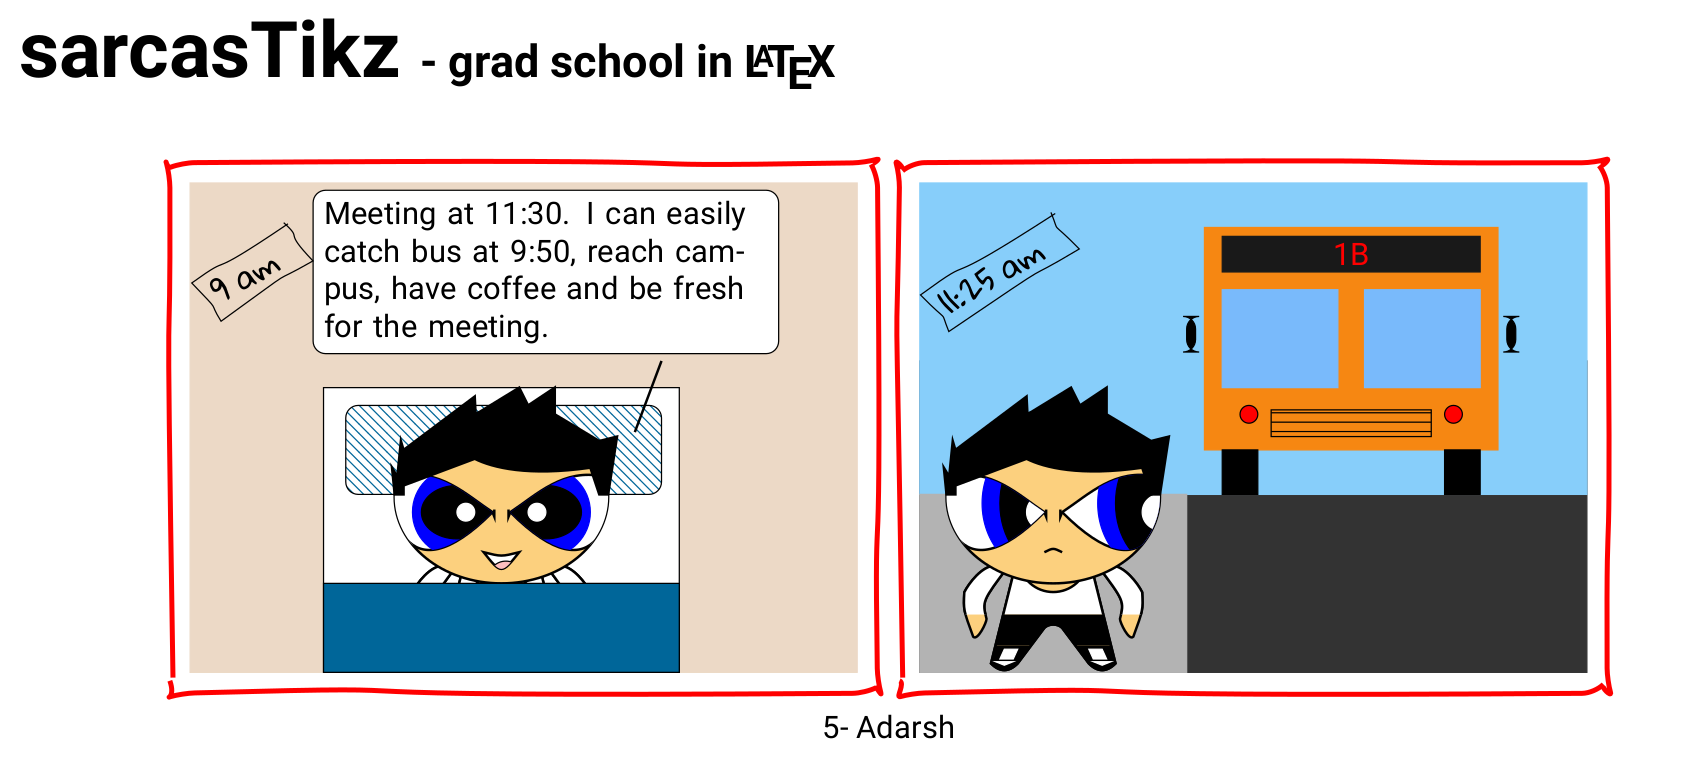 sarcasTikz - grad school in LATEX
9 am
Meeting at 11:30. I can easily
catch bus at 9:50, reach cam-
pus, have coffee and be fresh
for the meeting.
11:25 am
1B
5- Adarsh